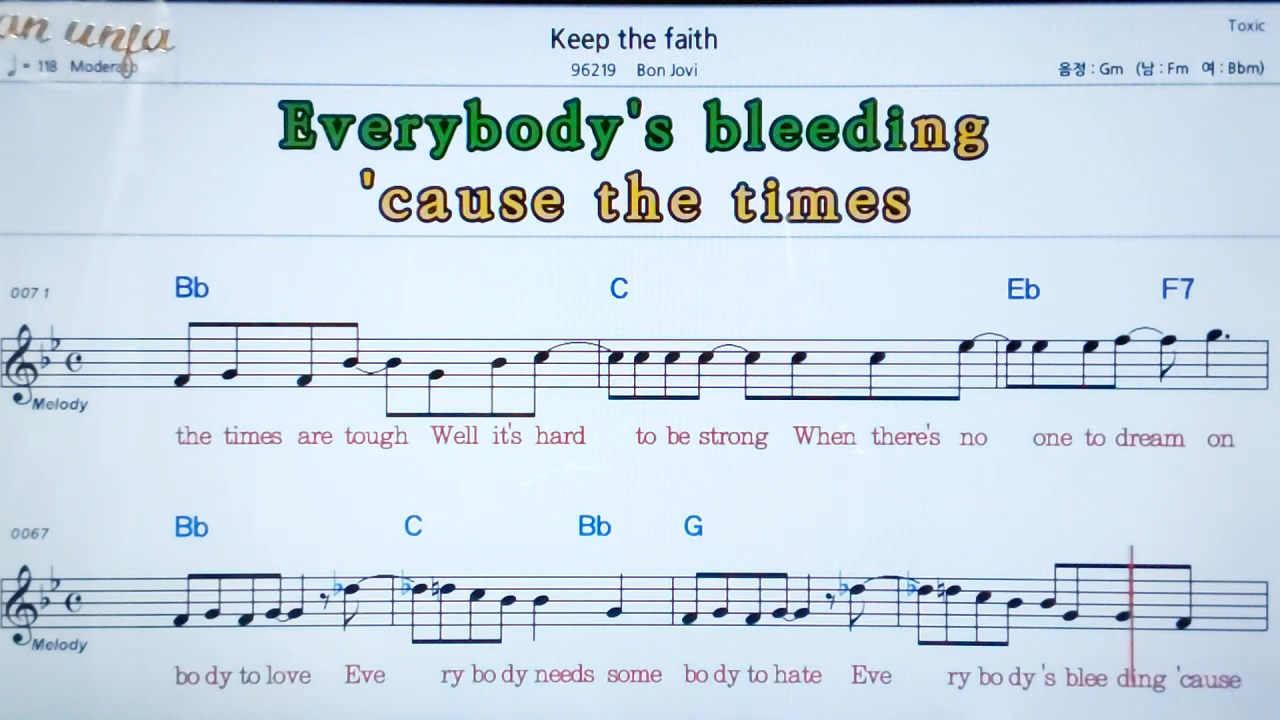 an unja
Keep the faith
Toxic
♩= 118 Moderato
96219 Bon Jovi
음정 : Gm (남 : Fm 여 : Bbm)
Everybody's bleeding
'cause the times
0071
Bb C Eb F7
Melody
the times are tough Well it's hard to be strong When there's no one to dream on
0067
Bb C Bb G
Melody
bo dy to love Eve ry bo dy needs some bo dy to hate Eve ry bo dy 's blee ding 'cause